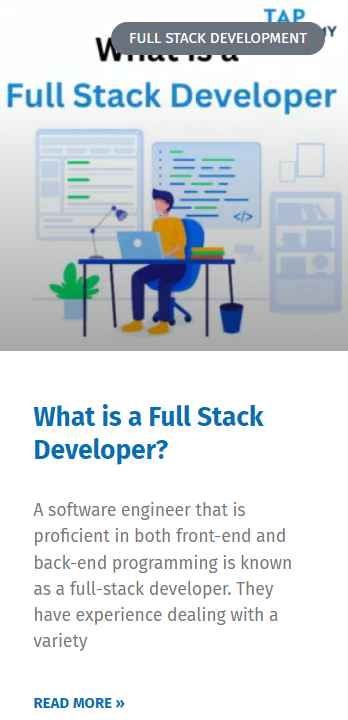 TAP
FULL STACK DEVELOPMENT
What is a
Full Stack Developer
</>
What is a Full Stack
Developer?
A software engineer that is
proficient in both front-end and
back-end programming is known
as a full-stack developer. They
have experience dealing with a
variety
READ MORE »